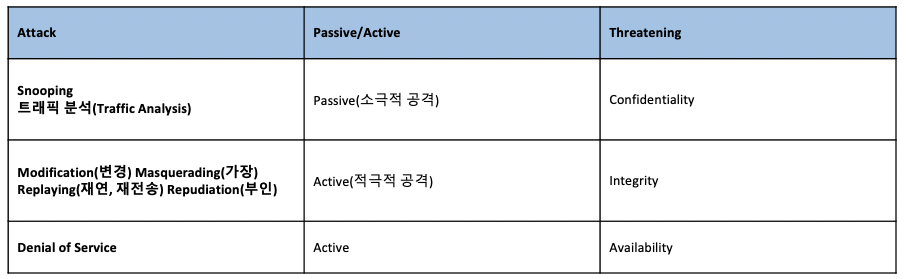 Attack
Passive/Active
Threatening
Snooping
트래픽 분석(Traffic Analysis)
Passive(소극적 공격)
Confidentiality
Modification(변경) Masquerading(가장)
Replaying(재연, 재전송) Repudiation(부인)
Active(적극적 공격)
Integrity
Denial of Service
Active
Availability